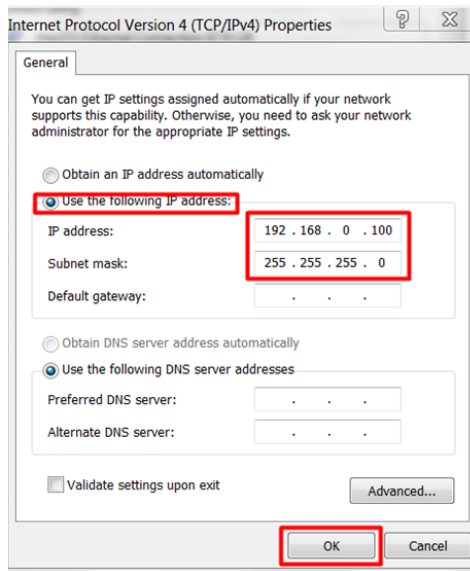 Internet Protocol Version 4 (TCP/IPv4) Properties
General
You can get IP settings assigned automatically if your network
supports this capability. Otherwise, you need to ask your network
administrator for the appropriate IP settings.
Obtain an IP address automatically
Use the following IP address:
IP address: 192 . 168 . 0 . 100
Subnet mask: 255 . 255 . 255 . 0
Default gateway: . . .
Obtain DNS server address automatically
Use the following DNS server addresses
Preferred DNS server: . . .
Alternate DNS server: . . .
Validate settings upon exit
Advanced...
OK Cancel